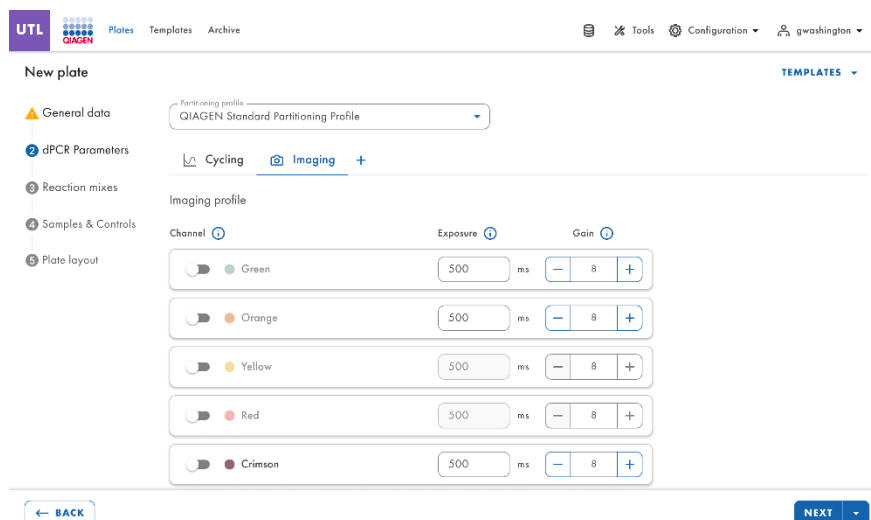 UTL QIAGEN Plates Templates Archive Tools Configuration gwashington
New plate TEMPLATES
General data
2 dPCR Parameters
3 Reaction mixes
4 Samples & Controls
5 Plate layout
Partitioning profile
QIAGEN Standard Partitioning Profile
Cycling Imaging +
Imaging profile
Channel Exposure Gain
Green 500 ms − 8 +
Orange 500 ms − 8 +
Yellow 500 ms − 8 +
Red 500 ms − 8 +
Crimson 500 ms − 8 +
← BACK NEXT